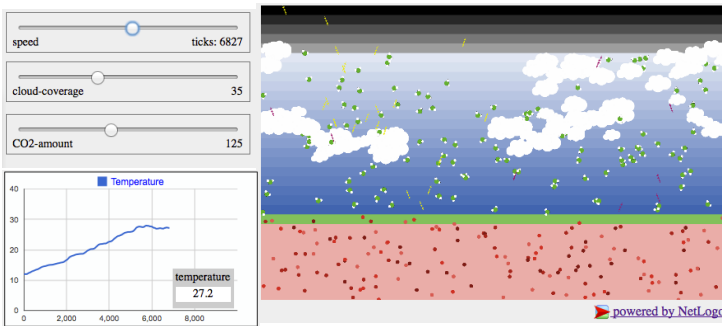 speed ticks: 6827
cloud-coverage 35
CO2-amount 125
Temperature
40
30
20
10
0
temperature
27.2
0 2,000 4,000 6,000 8,000
powered by NetLogo